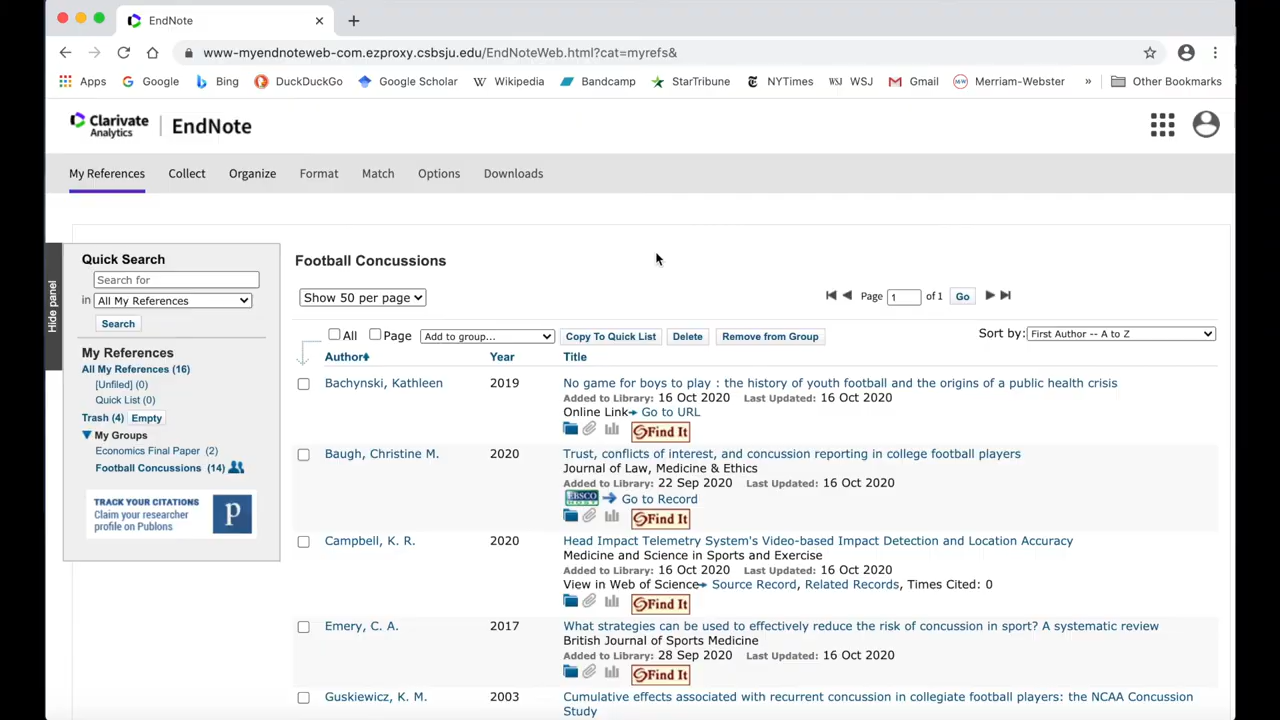 EndNote
www-myendnoteweb-com.ezproxy.csbsju.edu/EndNoteWeb.html?cat=myrefs&
Apps Google Bing DuckDuckGo Google Scholar Wikipedia Bandcamp StarTribune NYTimes WSJ WSJ Gmail Merriam-Webster » Other Bookmarks
Clarivate Analytics EndNote
My References Collect Organize Format Match Options Downloads
Hide panel
Quick Search
Search for
in All My References
Search
My References
All My References (16)
[Unfiled] (0)
Quick List (0)
Trash (4) Empty
My Groups
Economics Final Paper (2)
Football Concussions (14)
TRACK YOUR CITATIONS
Claim your researcher
profile on Publons
p
Football Concussions
Show 50 per page Page 1 of 1 Go
All Page Add to group... Copy To Quick List Delete Remove from Group Sort by: First Author -- A to Z
Author Year Title
Bachynski, Kathleen 2019 No game for boys to play : the history of youth football and the origins of a public health crisis
Added to Library: 16 Oct 2020 Last Updated: 16 Oct 2020
Online Link Go to URL
Find It
Baugh, Christine M. 2020 Trust, conflicts of interest, and concussion reporting in college football players
Journal of Law, Medicine & Ethics
Added to Library: 22 Sep 2020 Last Updated: 16 Oct 2020
EBSCO HOST Go to Record
Find It
Campbell, K. R. 2020 Head Impact Telemetry System's Video-based Impact Detection and Location Accuracy
Medicine and Science in Sports and Exercise
Added to Library: 16 Oct 2020 Last Updated: 16 Oct 2020
View in Web of Science Source Record, Related Records, Times Cited: 0
Find It
Emery, C. A. 2017 What strategies can be used to effectively reduce the risk of concussion in sport? A systematic review
British Journal of Sports Medicine
Added to Library: 28 Sep 2020 Last Updated: 16 Oct 2020
Find It
Guskiewicz, K. M. 2003 Cumulative effects associated with recurrent concussion in collegiate football players: the NCAA Concussion
Study